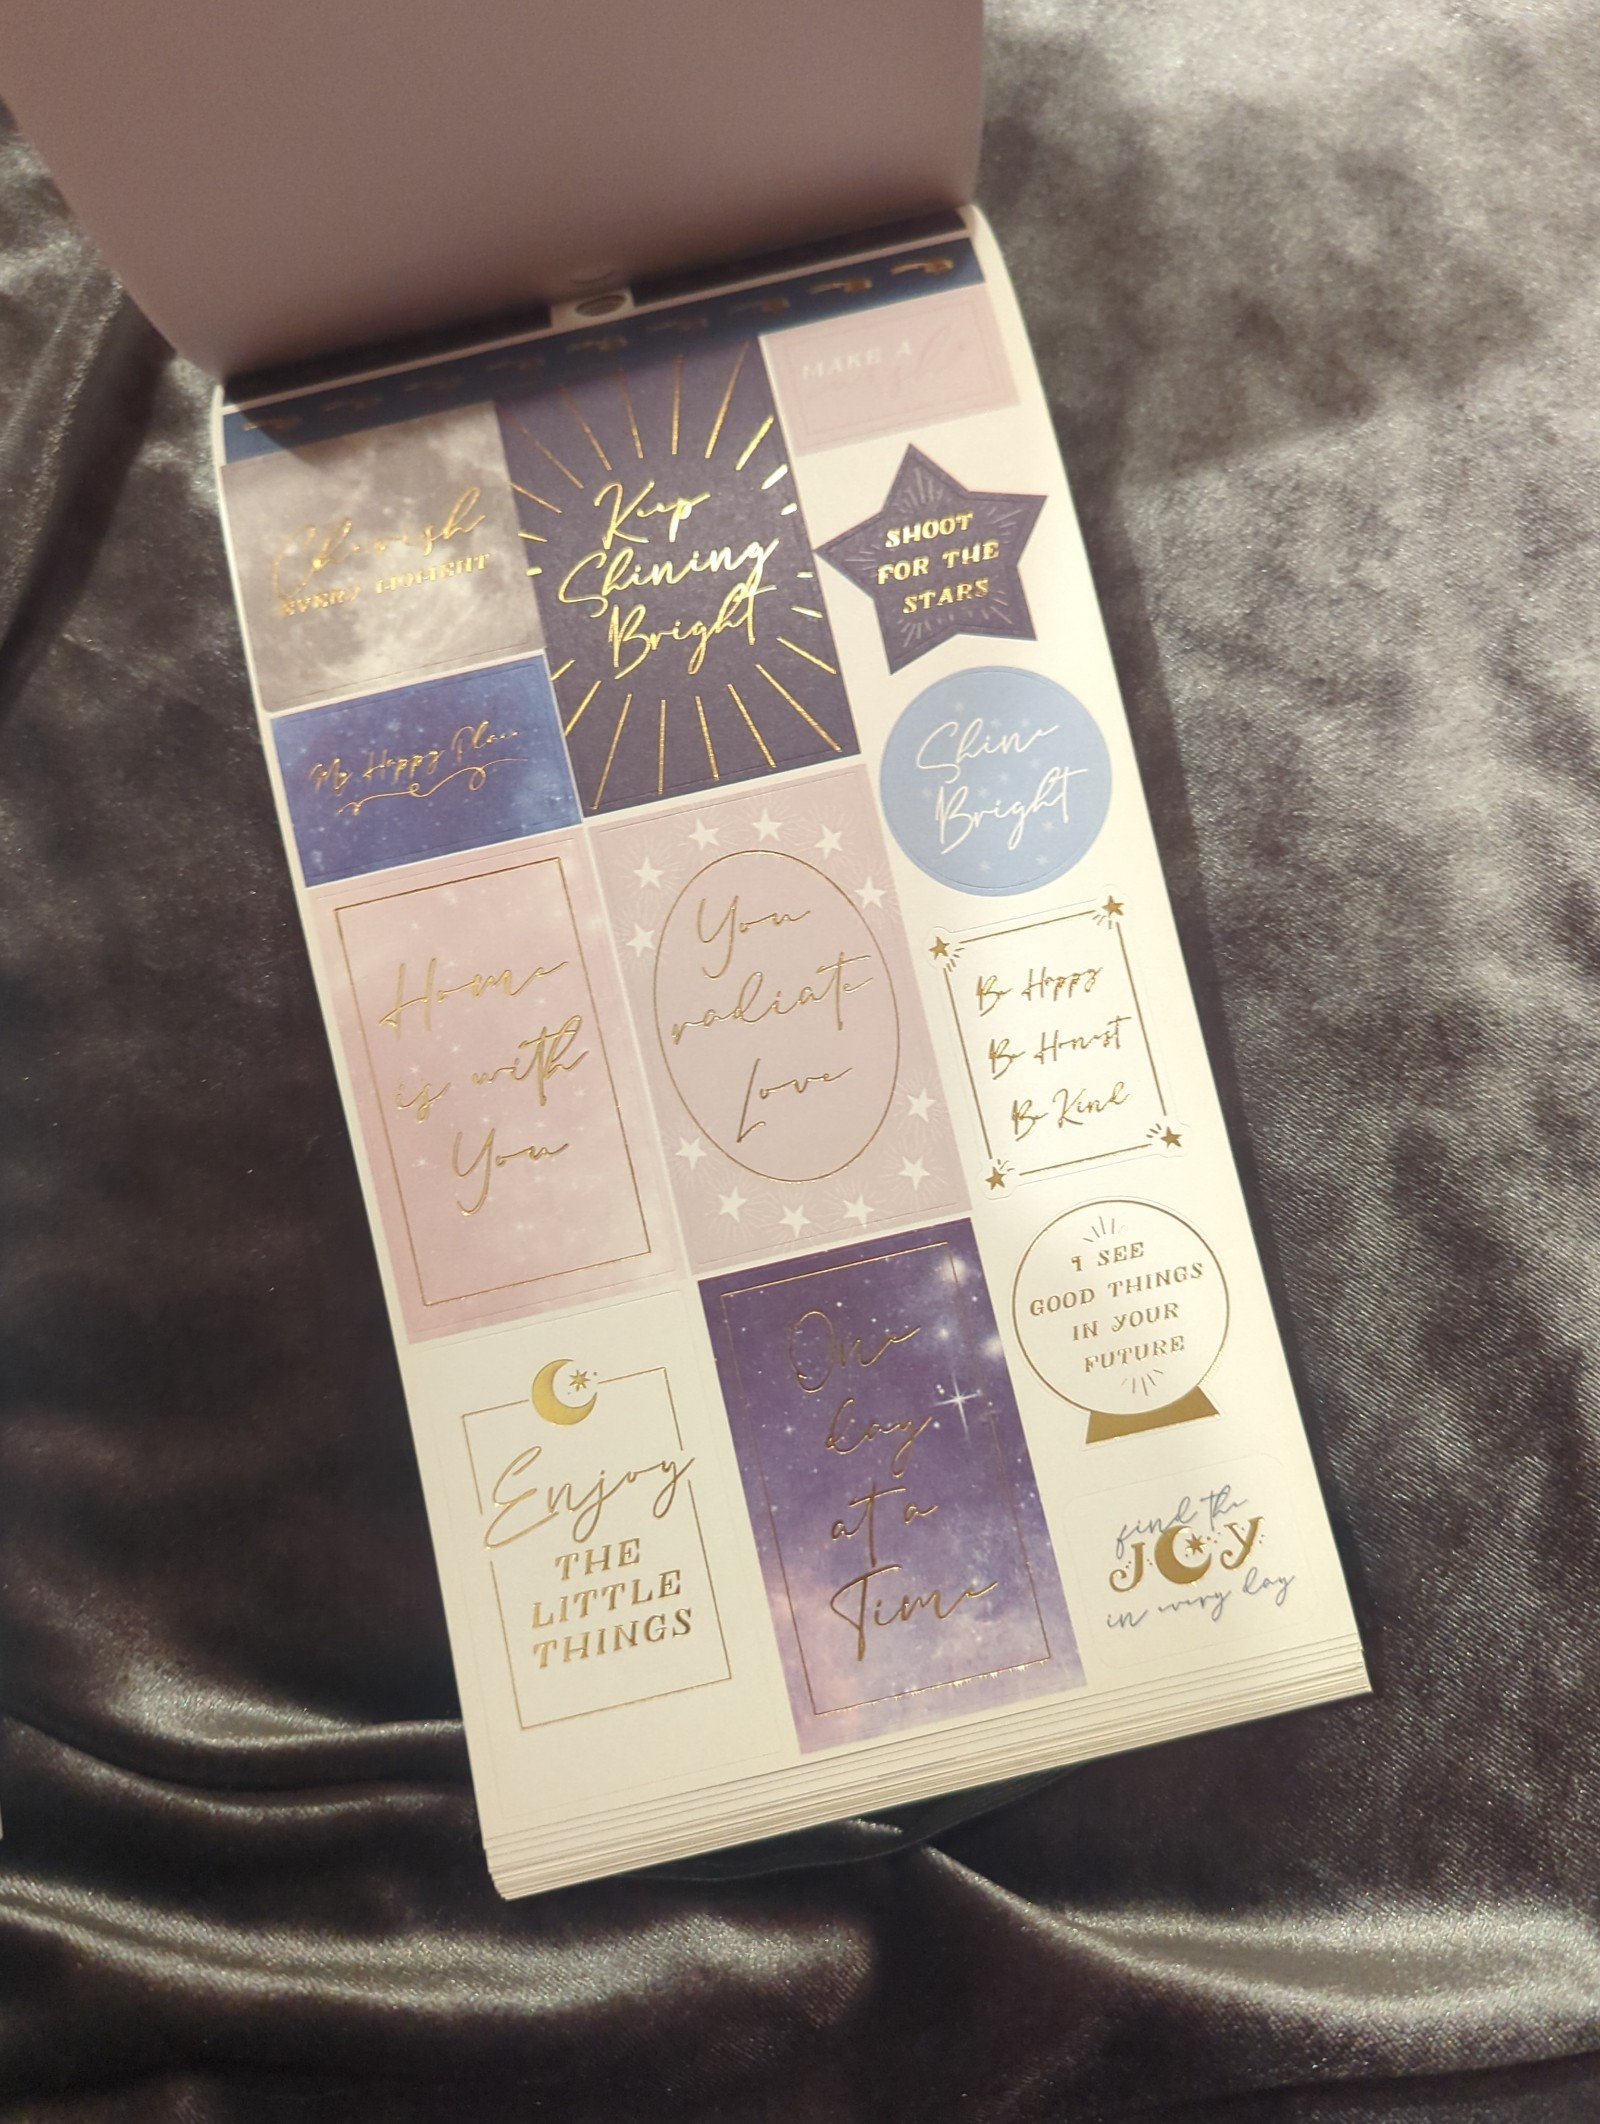 MAKE A
Cherish
EVERY MOMENT
Keep
Shining
Bright
SHOOT
FOR THE
STARS
My Happy Place
Shine
Bright
Home
is with
You
You
radiate
Love
Be Happy
Be Honest
Be Kind
I SEE
GOOD THINGS
IN YOUR
FUTURE
Enjoy
THE
LITTLE
THINGS
One
day
at a
Time
find the
JOY
in every day